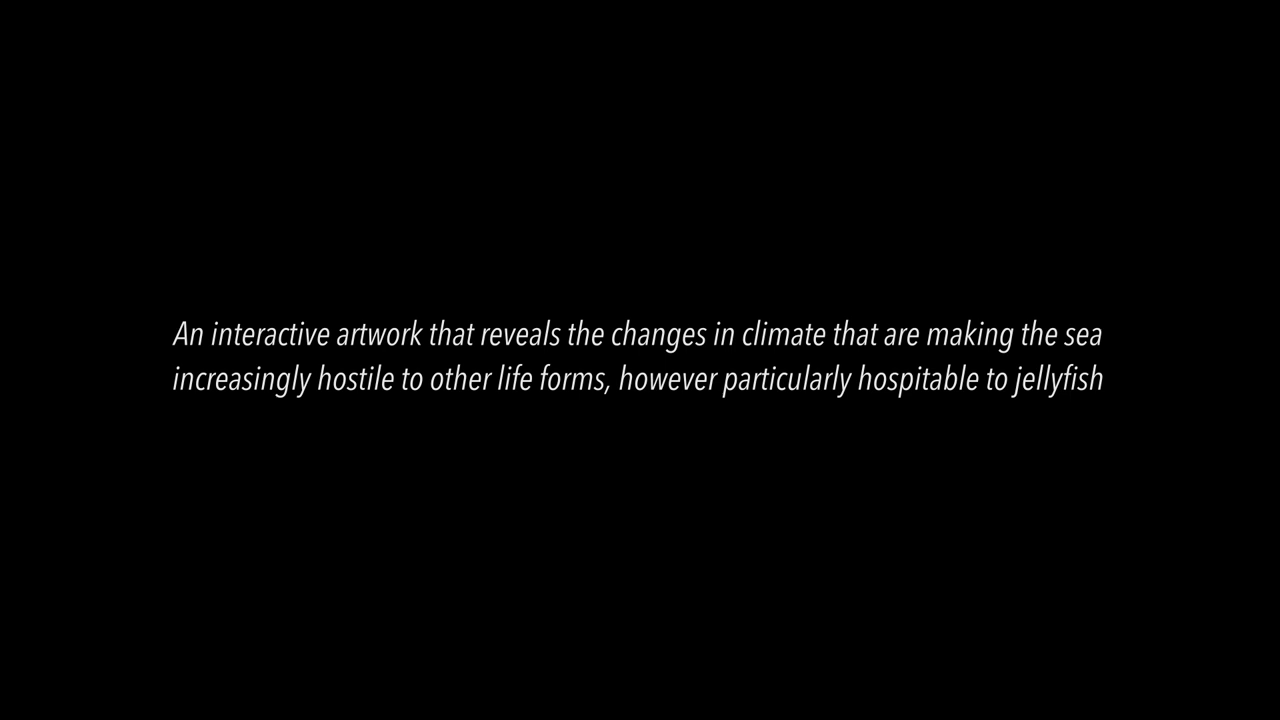 An interactive artwork that reveals the changes in climate that are making the sea
increasingly hostile to other life forms, however particularly hospitable to jellyfish